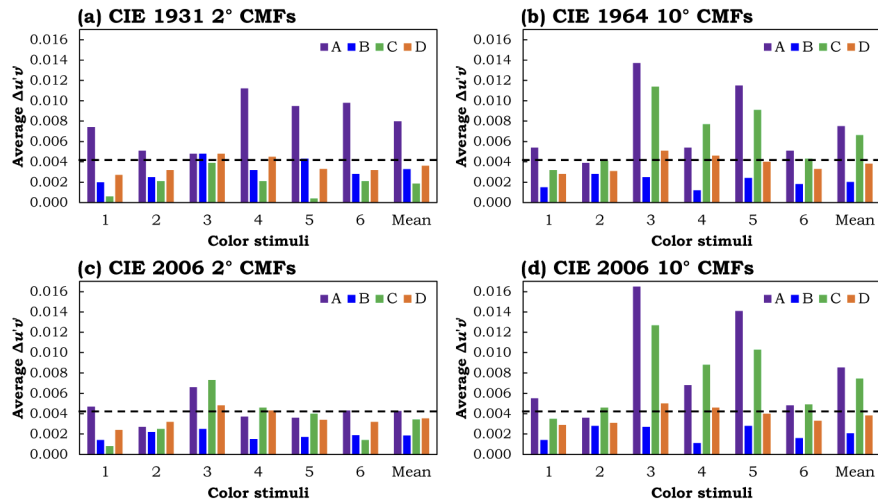 (a) CIE 1931 2° CMFs
0.016
0.014
0.012
0.010
0.008
0.006
0.004
0.002
0.000
Average Δu'v'
A B C D
1 2 3 4 5 6 Mean
Color stimuli
(b) CIE 1964 10° CMFs
0.016
0.014
0.012
0.010
0.008
0.006
0.004
0.002
0.000
Average Δu'v'
A B C D
1 2 3 4 5 6 Mean
Color stimuli
(c) CIE 2006 2° CMFs
0.016
0.014
0.012
0.010
0.008
0.006
0.004
0.002
0.000
Average Δu'v'
A B C D
1 2 3 4 5 6 Mean
Color stimuli
(d) CIE 2006 10° CMFs
0.016
0.014
0.012
0.010
0.008
0.006
0.004
0.002
0.000
Average Δu'v'
A B C D
1 2 3 4 5 6 Mean
Color stimuli